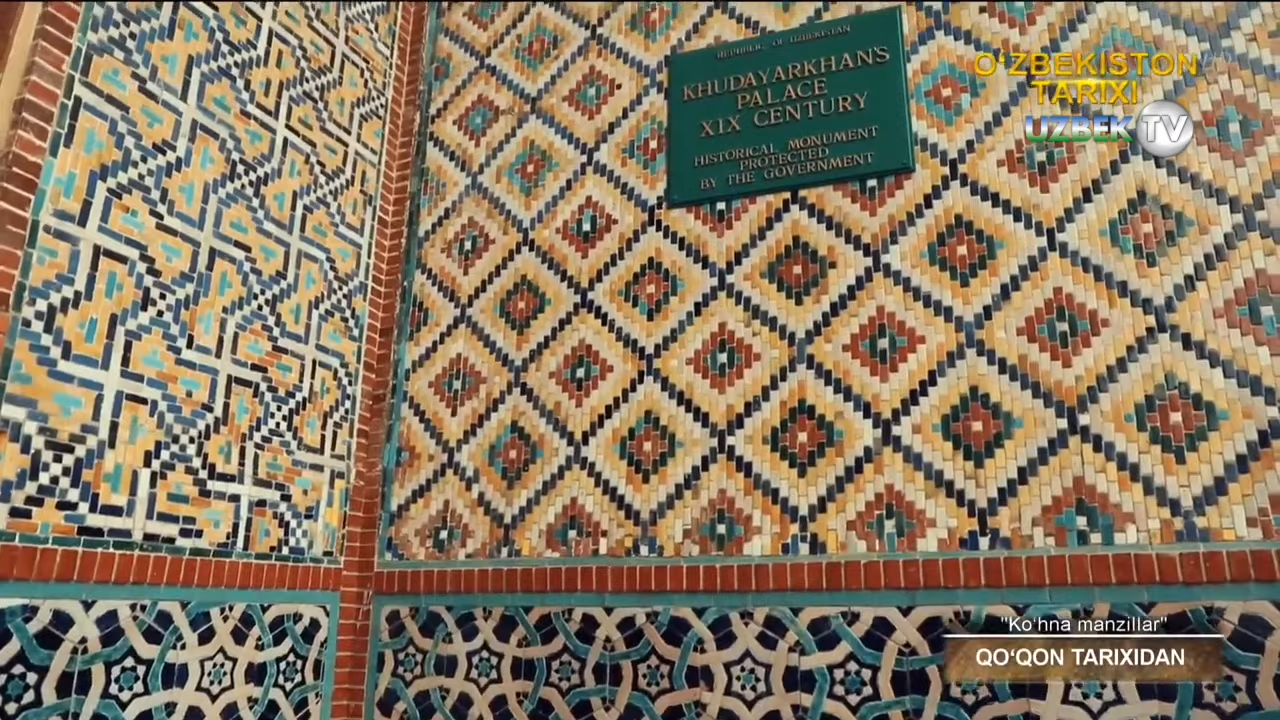 REPUBLIC OF UZBEKISTAN
KHUDAYARKHAN'S
PALACE
XIX CENTURY
HISTORICAL MONUMENT
PROTECTED
BY THE GOVERNMENT
O'ZBEKISTON
TARIXI
UZBEK TV
"Ko'hna manzillar"
QO'QON TARIXIDAN